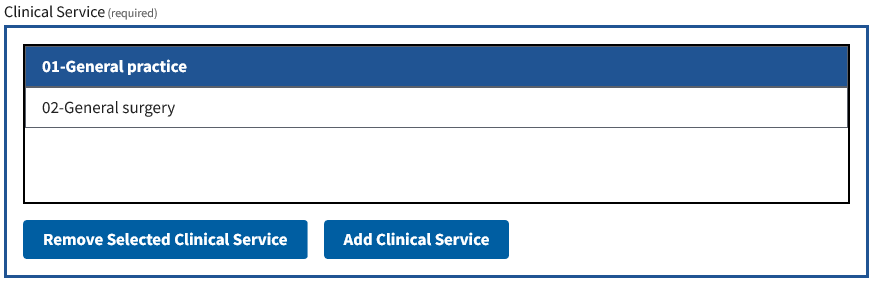 Clinical Service (required)
01-General practice
02-General surgery
Remove Selected Clinical Service Add Clinical Service